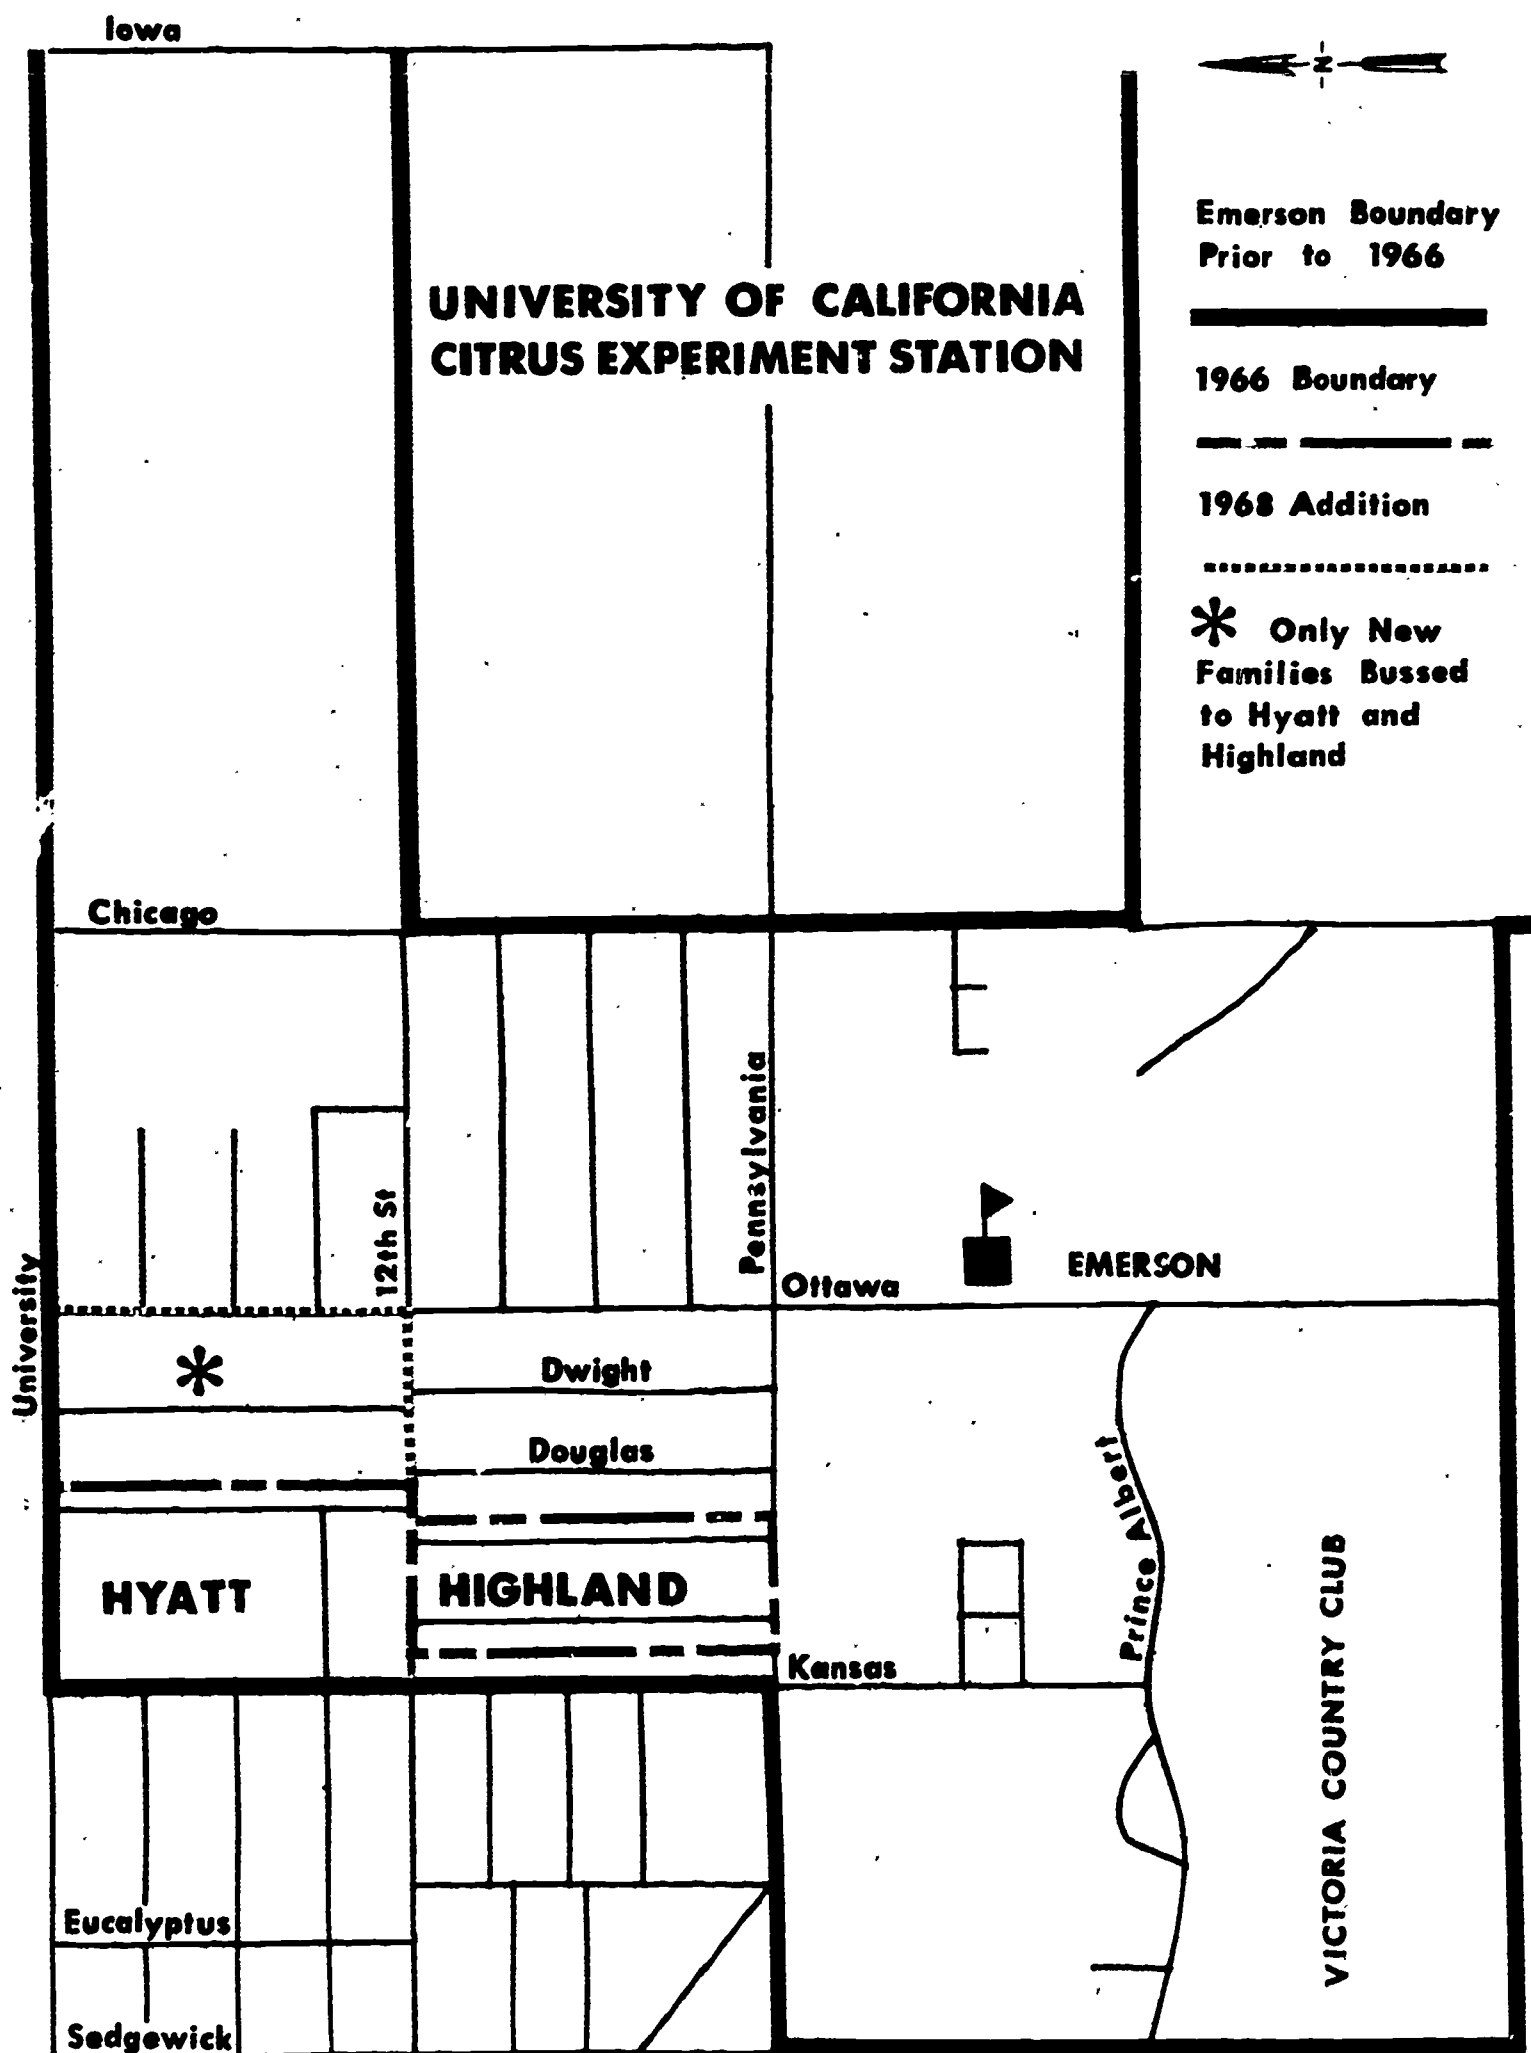 Iowa
N
Emerson Boundary
Prior to 1966
UNIVERSITY OF CALIFORNIA
CITRUS EXPERIMENT STATION
1966 Boundary
1968 Addition
* Only New
Families Bussed
to Hyatt and
Highland
Chicago
Pennsylvania
12th St
University
EMERSON
Ottawa
*
Dwight
Douglas
Prince Albert
HYATT
HIGHLAND
Kansas
VICTORIA COUNTRY CLUB
Eucalyptus
Sedgewick